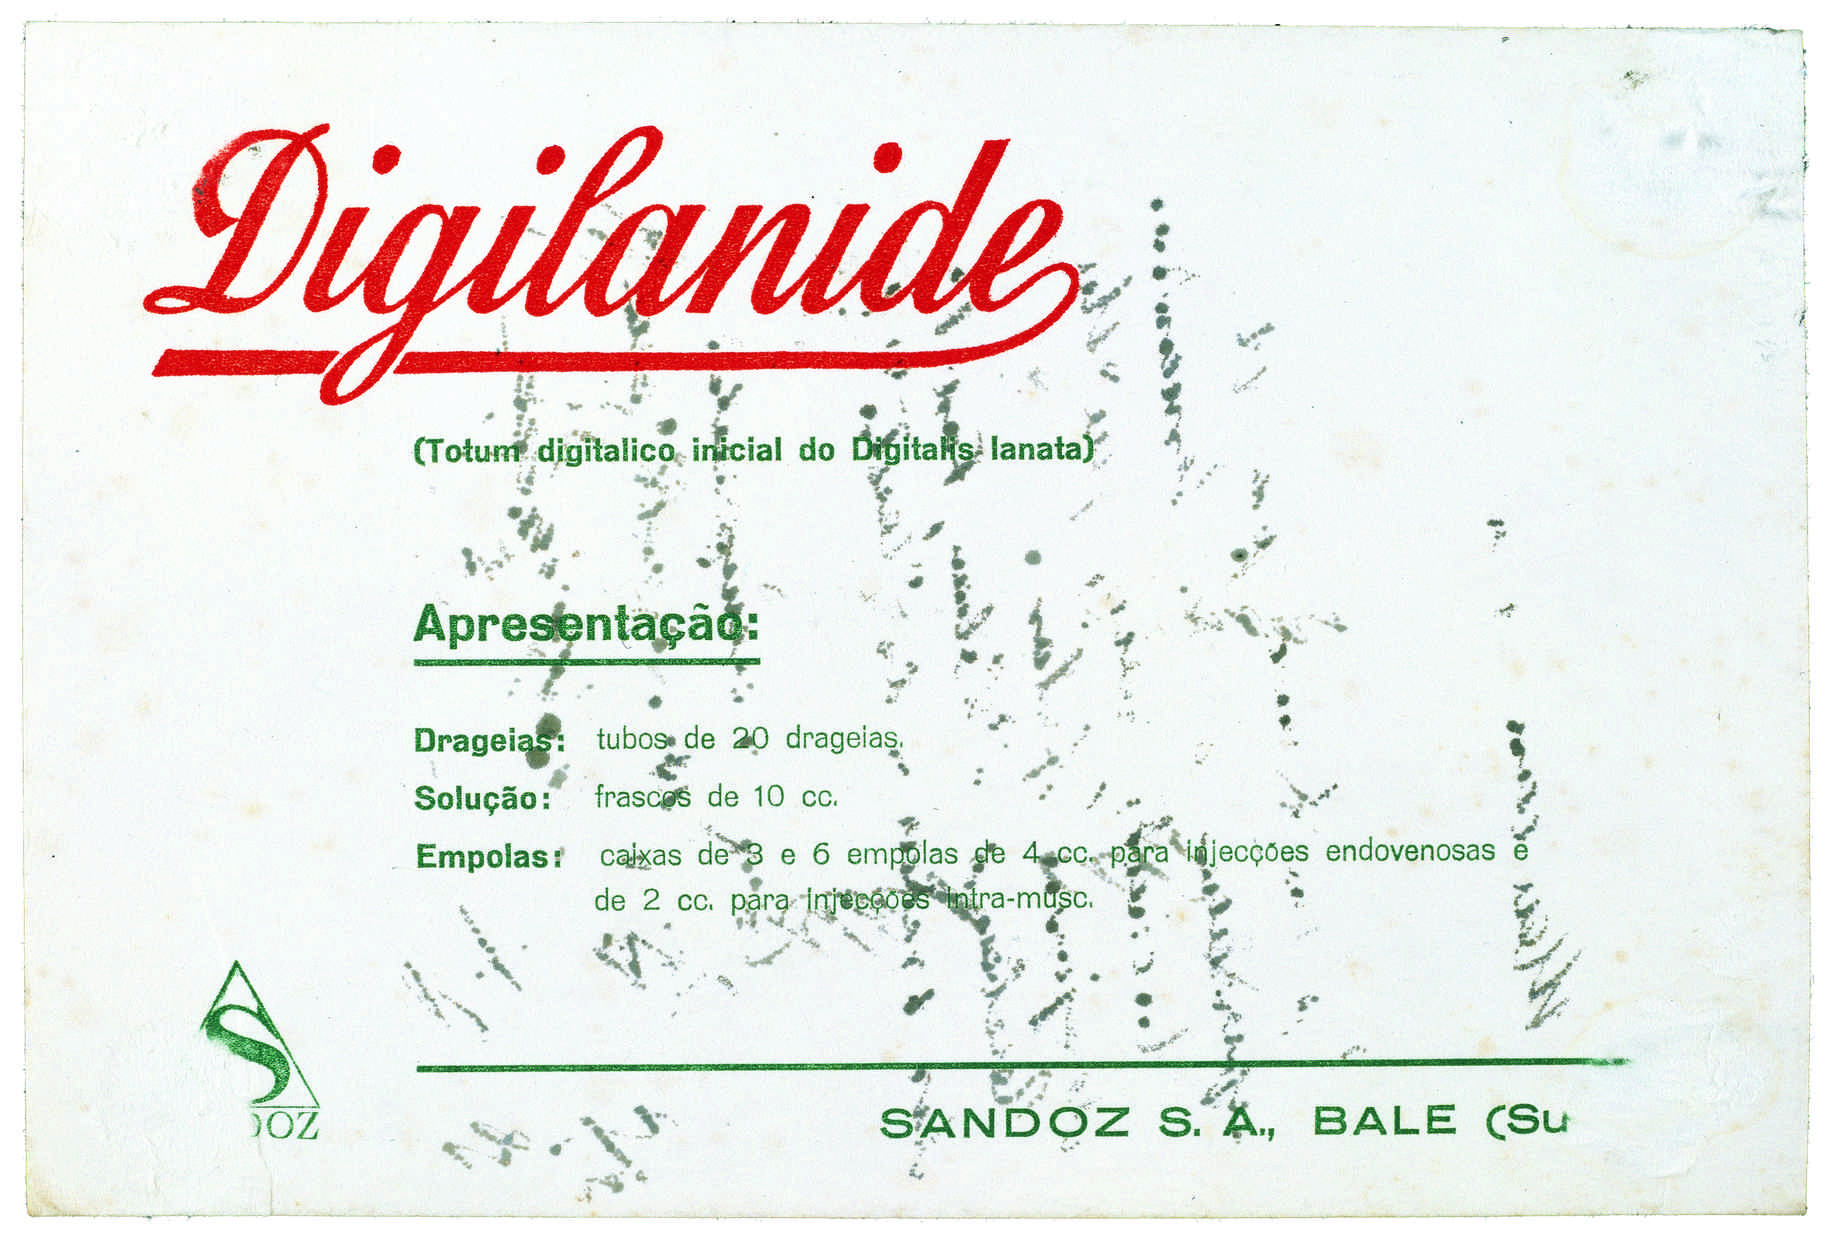 Digilanide
(Totum digitalico inicial do Digitalis lanata)
Apresentação:
Drageias: tubos de 20 drageias.
Solução: frascos de 10 cc.
Empolas: caixas de 3 e 6 empolas de 4 cc. para injecções endovenosas e
de 2 cc. para injecções intra-musc.
S
DOZ
SANDOZ S. A., BALE (Su